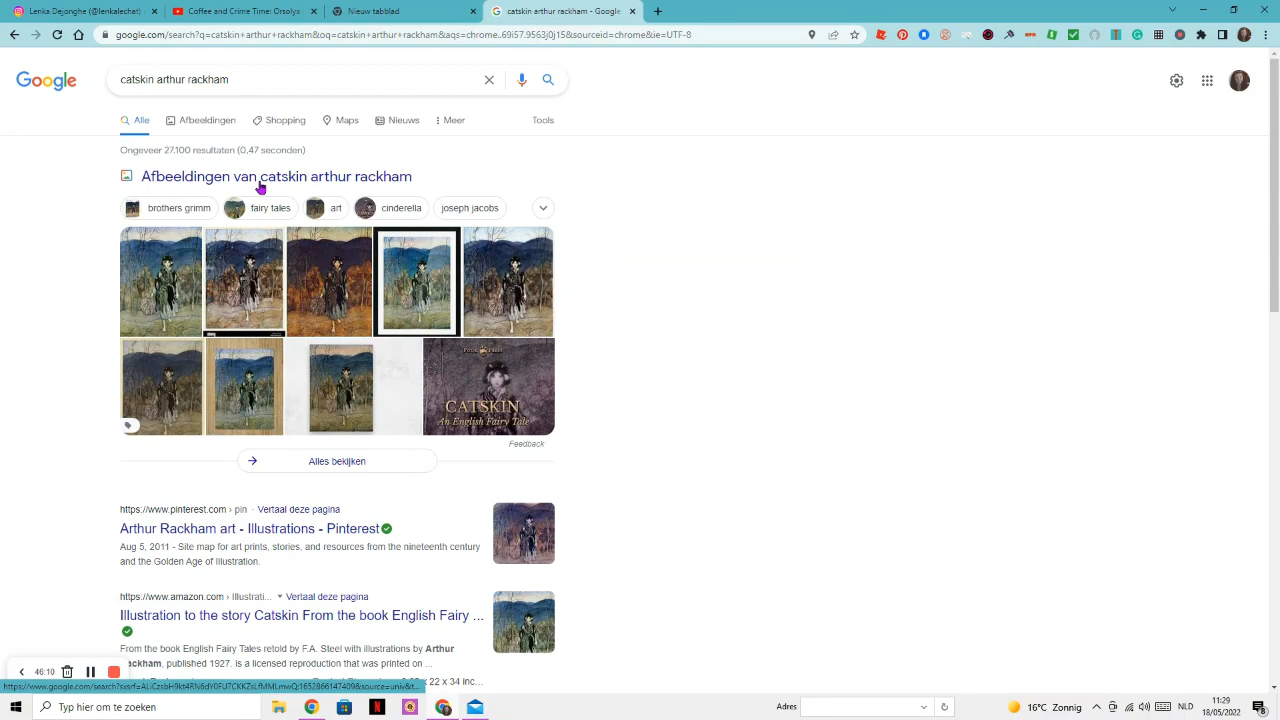 Lenka Dejonghe (@lenkalechat)
Coffee and Crime Time: Orsolya
Nieuw tabblad
catskin arthur rackham - Google
google.com/search?q=catskin+arthur+rackham&oq=catskin+arthur+rackham&aqs=chrome..69i57.9563j0j15&sourceid=chrome&ie=UTF-8
Google
catskin arthur rackham
Alle
Afbeeldingen
Shopping
Maps
Nieuws
Meer
Tools
Ongeveer 27.100 resultaten (0,47 seconden)
Afbeeldingen van catskin arthur rackham
brothers grimm
fairy tales
art
cinderella
joseph jacobs
CATSKIN
An English Fairy Tale
Feedback
Alles bekijken
https://www.pinterest.com › pin · Vertaal deze pagina
Arthur Rackham art - Illustrations - Pinterest
Aug 5, 2011 - Site map for art prints, stories, and resources from the nineteenth century
and the Golden Age of Illustration.
https://www.amazon.com › Illustrati... Vertaal deze pagina
Illustration to the story Catskin From the book English Fairy ...
From the book English Fairy Tales retold by F.A. Steel with illustrations by Arthur
ckham, published 1927. is a licensed reproduction that was printed on ...
22 x 34 inc...
46:10
Typ hier om te zoeken
Adres
16°C Zonnig
NLD
11:29
18/05/2022